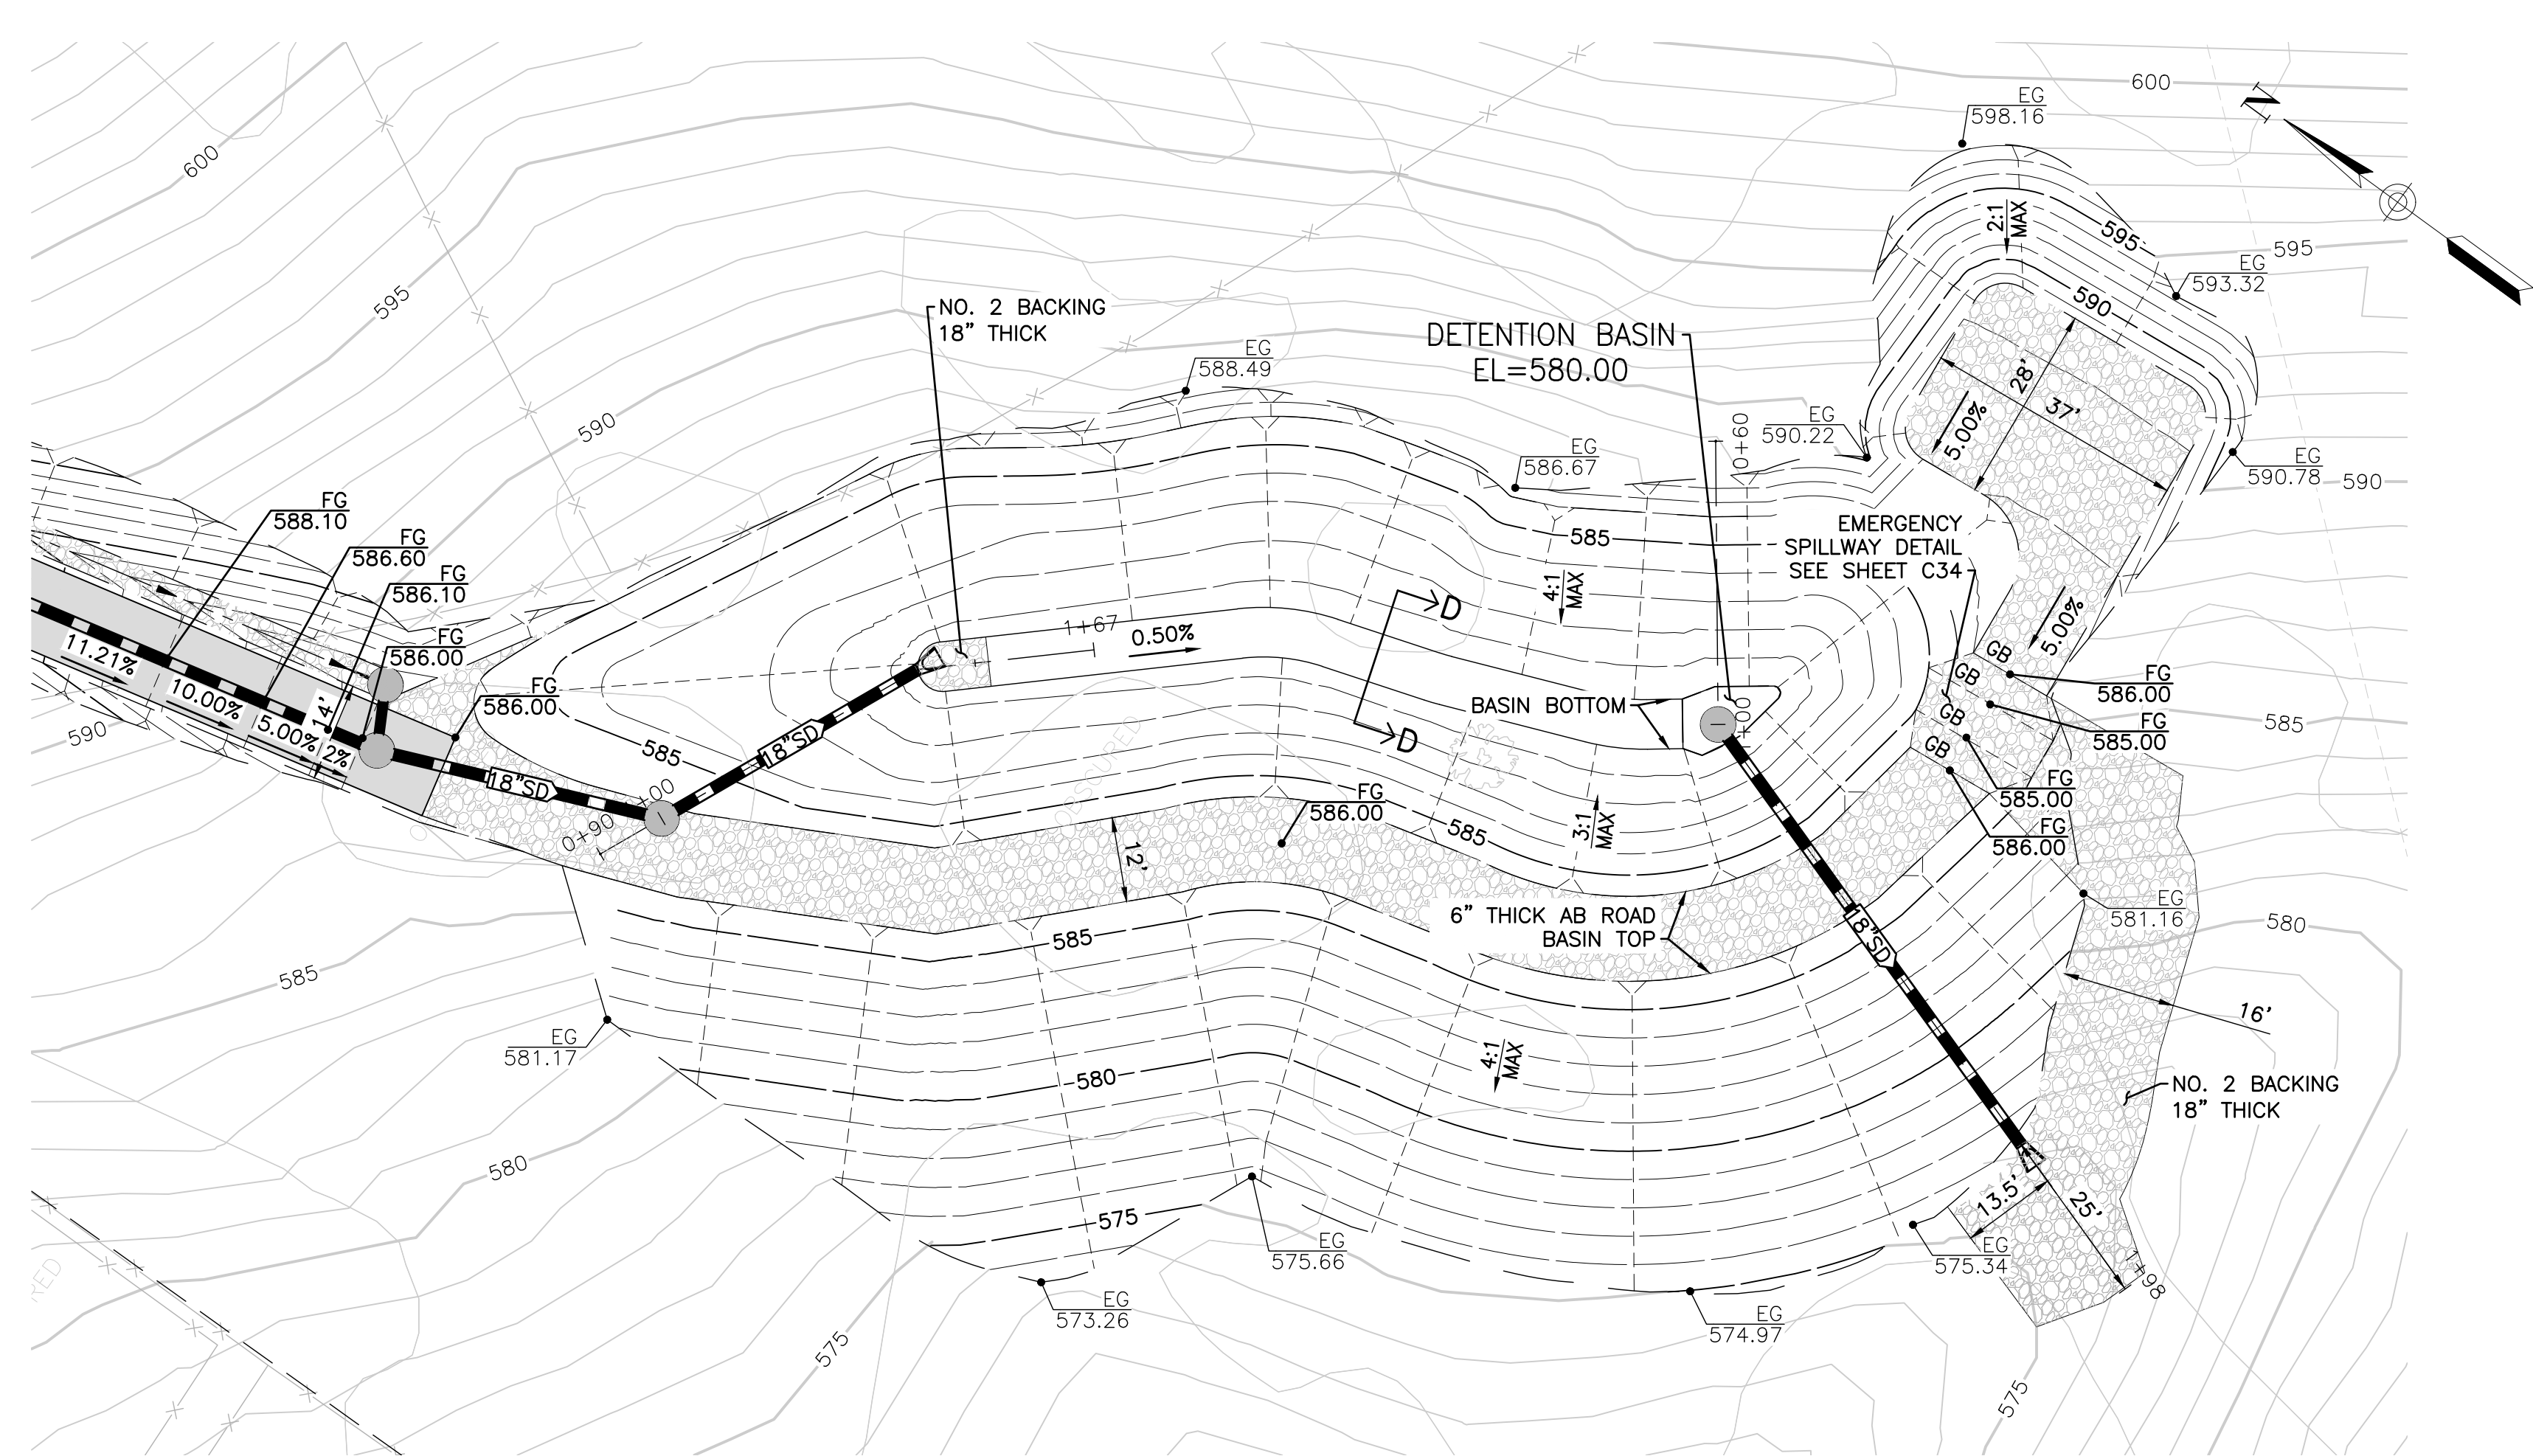 600
EG
598.16
N
600
595
595
EG
593.32
590
2:1
MAX
595
590
NO. 2 BACKING
18” THICK
DETENTION BASIN
EL=580.00
EG
588.49
28'
37'
5.00%
EG
590.22
0+60
EG
586.67
EG
590.78
590
FG
588.10
FG
586.60
FG
586.10
FG
586.00
FG
586.00
585
EMERGENCY
SPILLWAY DETAIL
SEE SHEET C34
4:1
MAX
D
1+67
0.50%
5.00%
11.21%
10.00%
5.00%
2%
14'
590
18”SD
18”SD
585
D
BASIN BOTTOM
+00
GB
GB
GB
GB
FG
586.00
FG
585.00
FG
585.00
FG
586.00
585
+00
0+90
FG
586.00
585
3:1
MAX
12'
6” THICK AB ROAD
BASIN TOP
18”SD
EG
581.16
580
585
585
16'
EG
581.17
580
4:1
MAX
NO. 2 BACKING
18” THICK
580
575
EG
575.66
13.5'
25'
EG
575.34
1+98
EG
573.26
EG
574.97
575
575